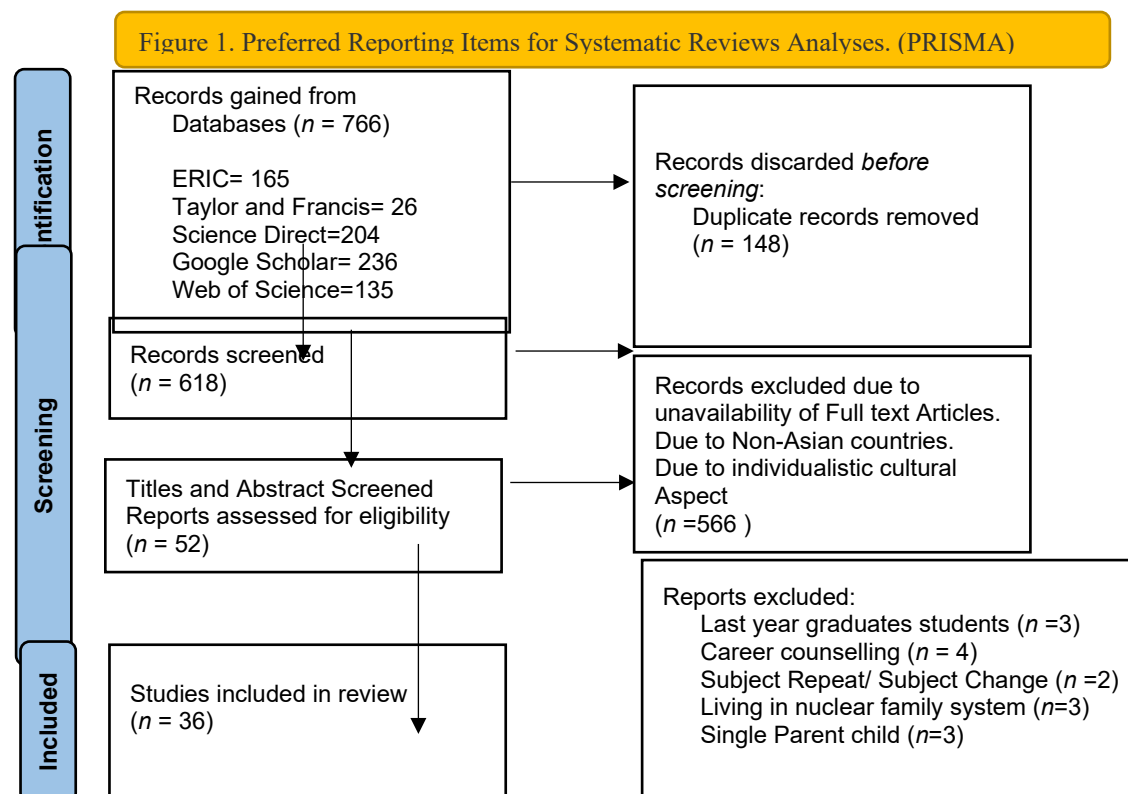 Figure 1. Preferred Reporting Items for Systematic Reviews Analyses. (PRISMA)
ntification
Records gained from
Databases (n = 766)
ERIC= 165
Taylor and Francis= 26
Science Direct=204
Google Scholar= 236
Web of Science=135
Records discarded before
screening:
Duplicate records removed
(n = 148)
Screening
Records screened
(n = 618)
Records excluded due to
unavailability of Full text Articles.
Due to Non-Asian countries.
Due to individualistic cultural
Aspect
(n =566 )
Titles and Abstract Screened
Reports assessed for eligibility
(n = 52)
Reports excluded:
Last year graduates students (n =3)
Career counselling (n = 4)
Subject Repeat/ Subject Change (n =2)
Living in nuclear family system (n=3)
Single Parent child (n=3)
Included
Studies included in review
(n = 36)